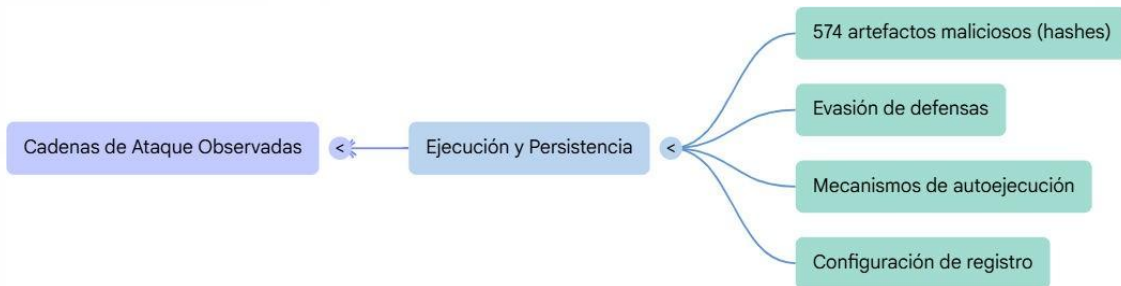 Cadenas de Ataque Observadas
<
Ejecución y Persistencia
<
574 artefactos maliciosos (hashes)
Evasión de defensas
Mecanismos de autoejecución
Configuración de registro